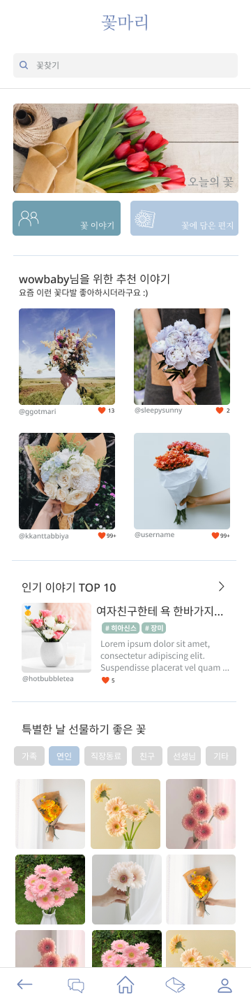 꽃마리
꽃찾기
오늘의 꽃
꽃 이야기
꽃에 담은 편지
wowbaby님을 위한 추천 이야기
요즘 이런 꽃다발 좋아하시더라구요 :)
@ggotmari
13
@sleepysunny
2
@kkanttabbiya
99+
@username
99+
인기 이야기 TOP 10
여자친구한테 욕 한바가지...
# 히아신스
# 장미
Lorem ipsum dolor sit amet,
consectetur adipiscing elit.
Suspendisse placerat vel quam ...
@hotbubbletea
5
특별한 날 선물하기 좋은 꽃
가족
연인
직장동료
친구
선생님
기타